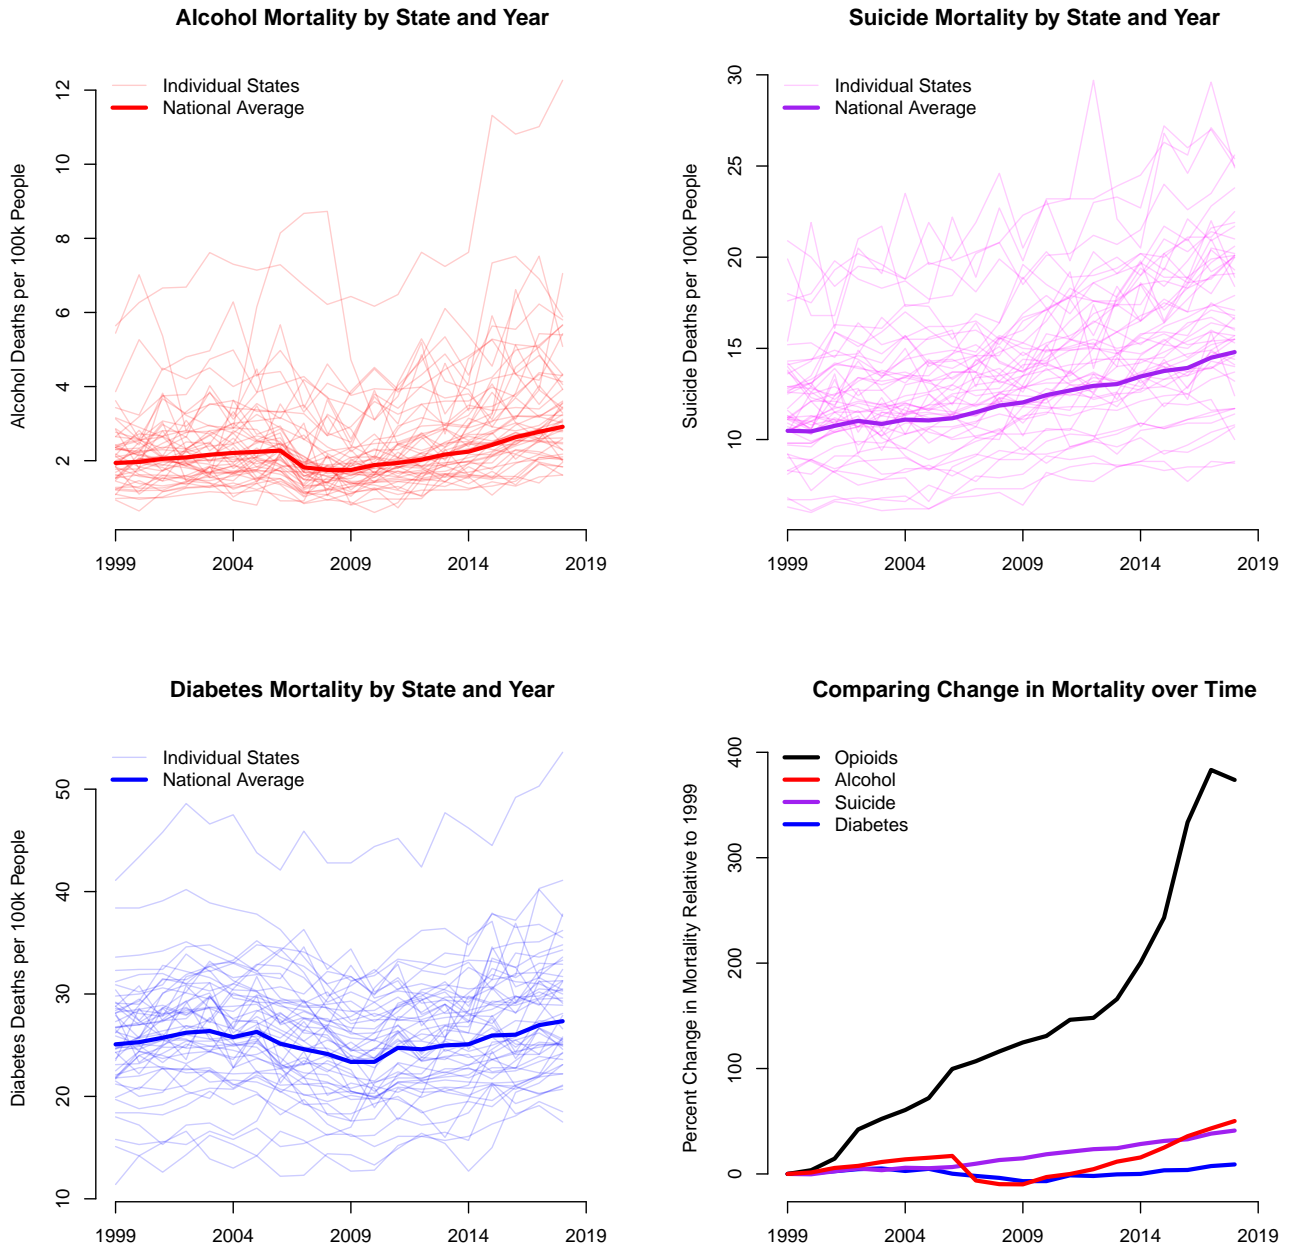 Alcohol Mortality by State and Year
Alcohol Deaths per 100k People
12
10
8
6
4
2
Individual States
National Average
1999
2004
2009
2014
2019
Suicide Mortality by State and Year
Suicide Deaths per 100k People
30
25
20
15
10
Individual States
National Average
1999
2004
2009
2014
2019
Diabetes Mortality by State and Year
Diabetes Deaths per 100k People
50
40
30
20
10
Individual States
National Average
1999
2004
2009
2014
2019
Comparing Change in Mortality over Time
Percent Change in Mortality Relative to 1999
400
300
200
100
0
Opioids
Alcohol
Suicide
Diabetes
1999
2004
2009
2014
2019